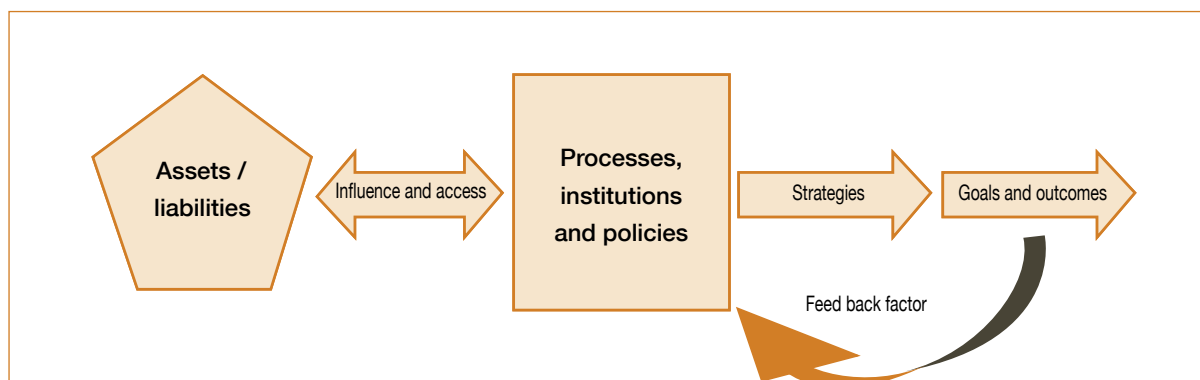 Assets /
liabilities
Influence and access
Processes,
institutions
and policies
Strategies
Goals and outcomes
Feed back factor